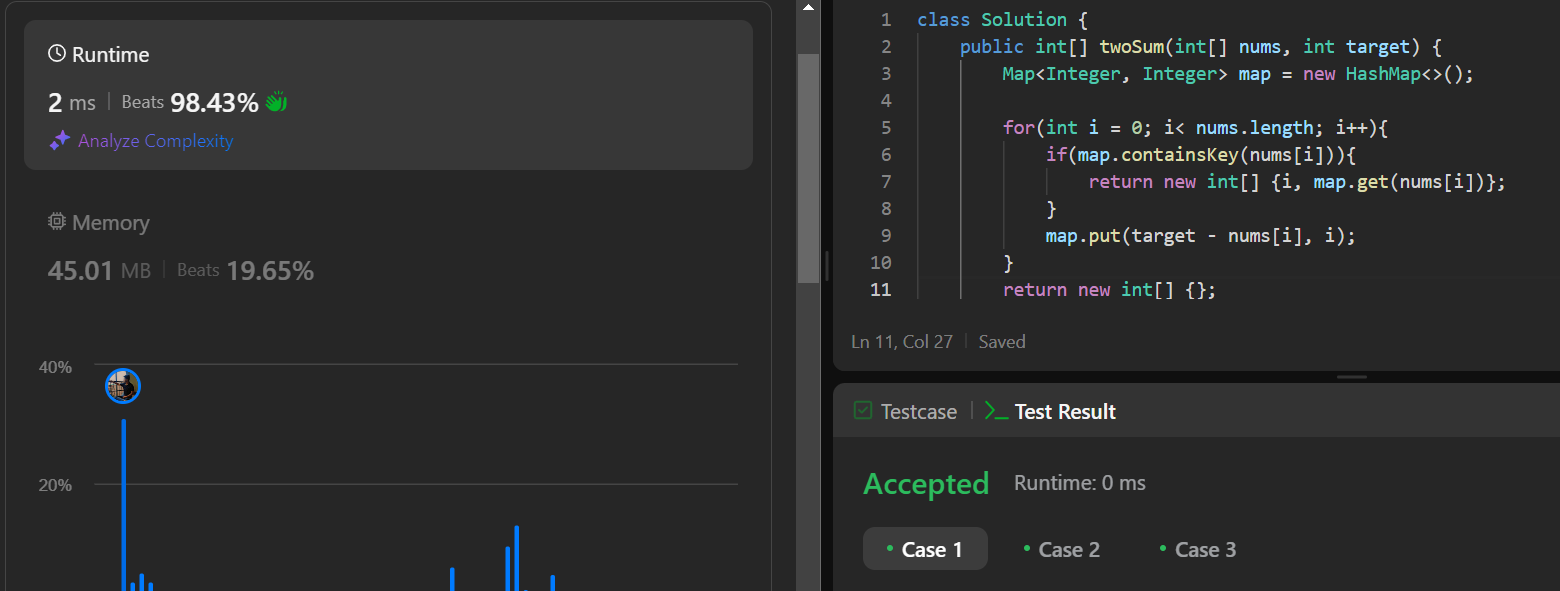 Runtime
2 ms | Beats 98.43%
Analyze Complexity
Memory
45.01 MB | Beats 19.65%
40%
20%
1 class Solution {
2     public int[] twoSum(int[] nums, int target) {
3         Map<Integer, Integer> map = new HashMap<>();
4
5         for(int i = 0; i< nums.length; i++){
6             if(map.containsKey(nums[i])){
7                 return new int[] {i, map.get(nums[i])};
8             }
9             map.put(target - nums[i], i);
10         }
11         return new int[] {};
Ln 11, Col 27 | Saved
Testcase | >_ Test Result
Accepted Runtime: 0 ms
• Case 1 • Case 2 • Case 3